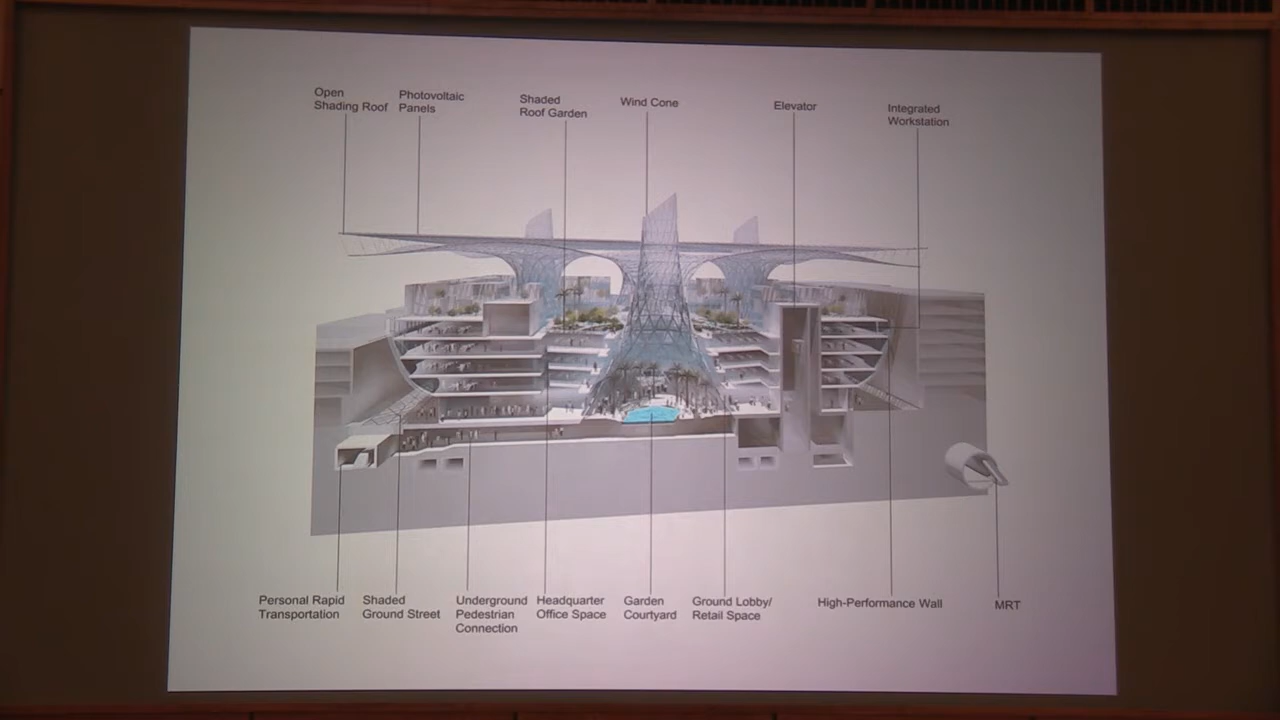 Open
Shading Roof
Photovoltaic
Panels
Shaded
Roof Garden
Wind Cone
Elevator
Integrated
Workstation
Personal Rapid
Transportation
Shaded
Ground Street
Underground
Pedestrian
Connection
Headquarter
Office Space
Garden
Courtyard
Ground Lobby/
Retail Space
High-Performance Wall
MRT